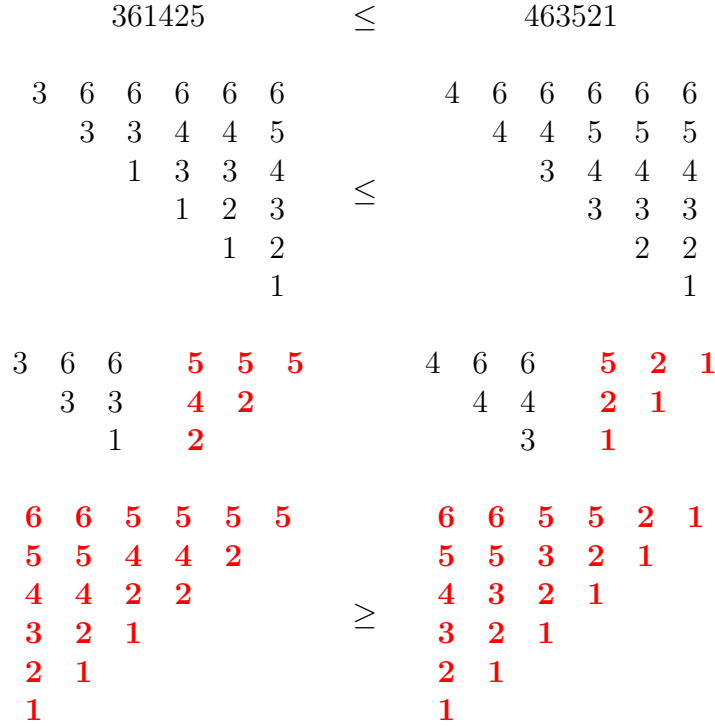 361425 ≤ 463521
3 6 6 6 6 6 4 6 6 6 6 6
3 3 4 4 5 4 4 5 5 5
1 3 3 4 3 4 4 4
≤
1 2 3 3 3 3
1 2 2 2
1 1
3 6 6 5 5 5 4 6 6 5 2 1
3 3 4 2 4 4 2 1
1 2 3 1
6 6 5 5 5 5 6 6 5 5 2 1
5 5 4 4 2 5 5 3 2 1
4 4 2 2 4 3 2 1
≥
3 2 1 3 2 1
2 1 2 1
1 1